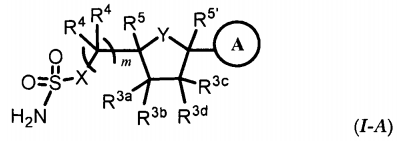 R⁴ R⁴ R⁵ Y R⁵'
O=S=O X m A
R³ᵃ R³ᵇ R³ᶜ R³ᵈ
H₂N
(I-A)